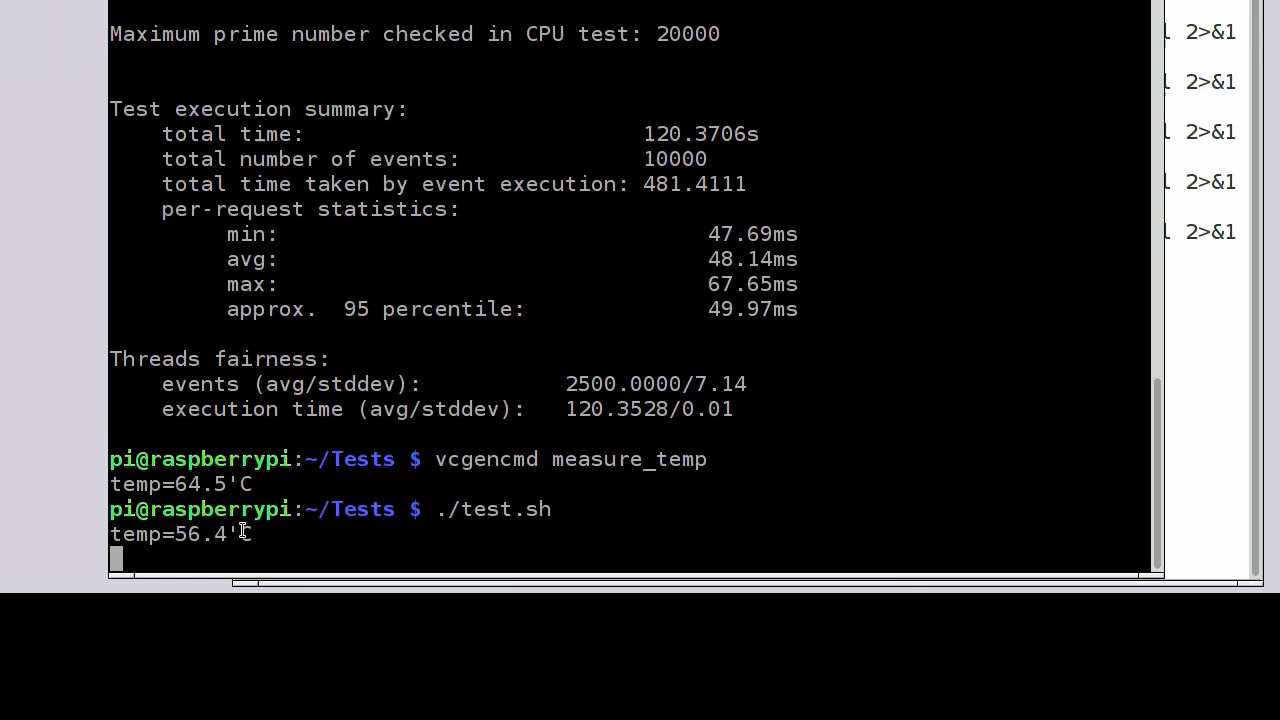 Maximum prime number checked in CPU test: 20000
Test execution summary:
total time: 120.3706s
total number of events: 10000
total time taken by event execution: 481.4111
per-request statistics:
min: 47.69ms
avg: 48.14ms
max: 67.65ms
approx. 95 percentile: 49.97ms
Threads fairness:
events (avg/stddev): 2500.0000/7.14
execution time (avg/stddev): 120.3528/0.01
pi@raspberrypi:~/Tests $ vcgencmd measure_temp
temp=64.5'C
pi@raspberrypi:~/Tests $ ./test.sh
temp=56.4'C
2>&1
2>&1
2>&1
2>&1
2>&1